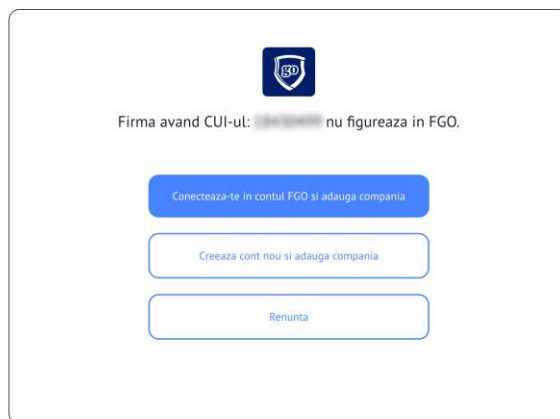 go
Firma avand CUI-ul: nu figureaza in FGO.
Conecteaza-te in contul FGO si adauga compania
Creeaza cont nou si adauga compania
Renunta